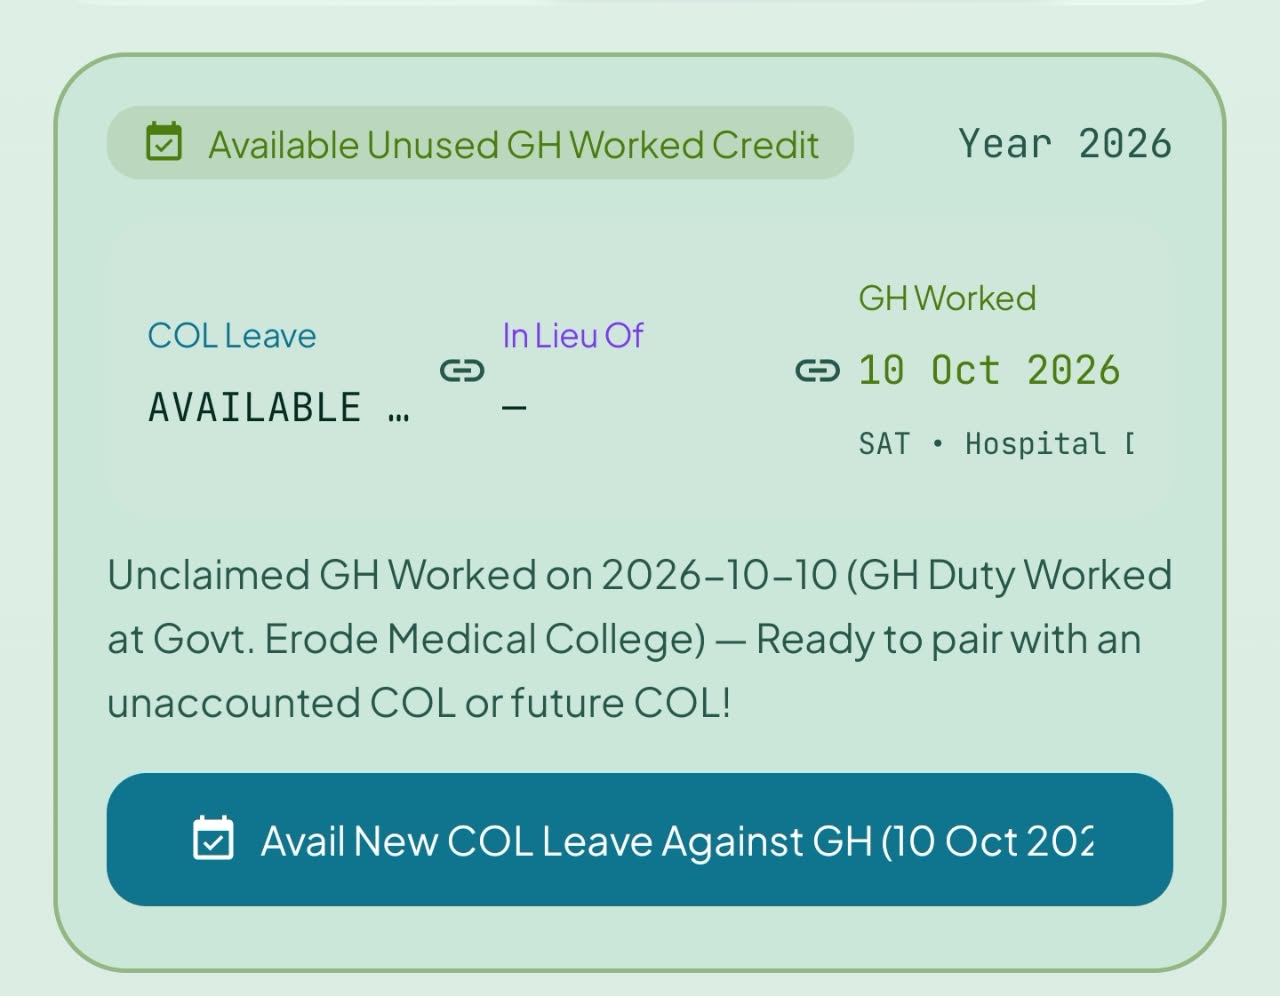 Available Unused GH Worked Credit
Year 2026
COL Leave
AVAILABLE …
In Lieu Of
—
GH Worked
10 Oct 2026
SAT • Hospital
Unclaimed GH Worked on 2026-10-10 (GH Duty Worked
at Govt. Erode Medical College) — Ready to pair with an
unaccounted COL or future COL!
Avail New COL Leave Against GH (10 Oct 202